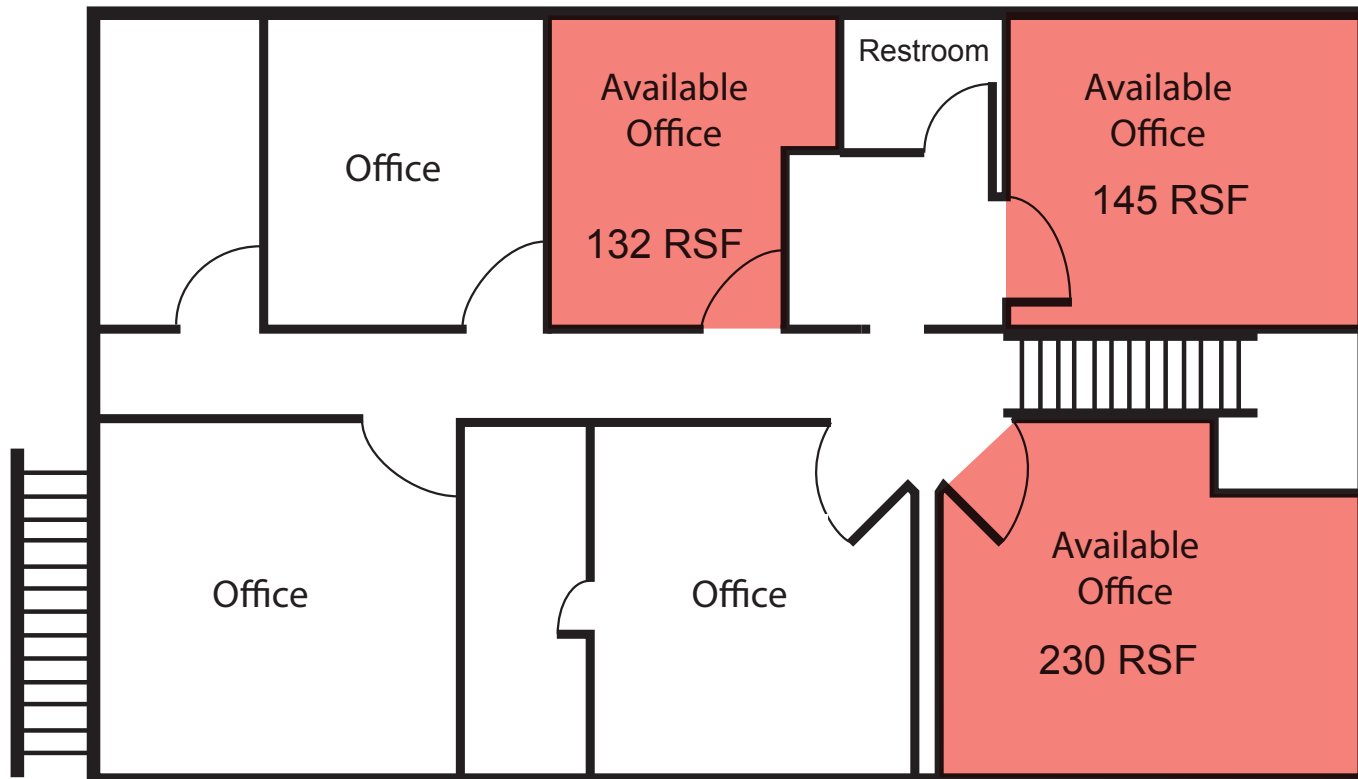 Restroom
Available
Office
132 RSF
Available
Office
145 RSF
Office
Office
Office
Available
Office
230 RSF